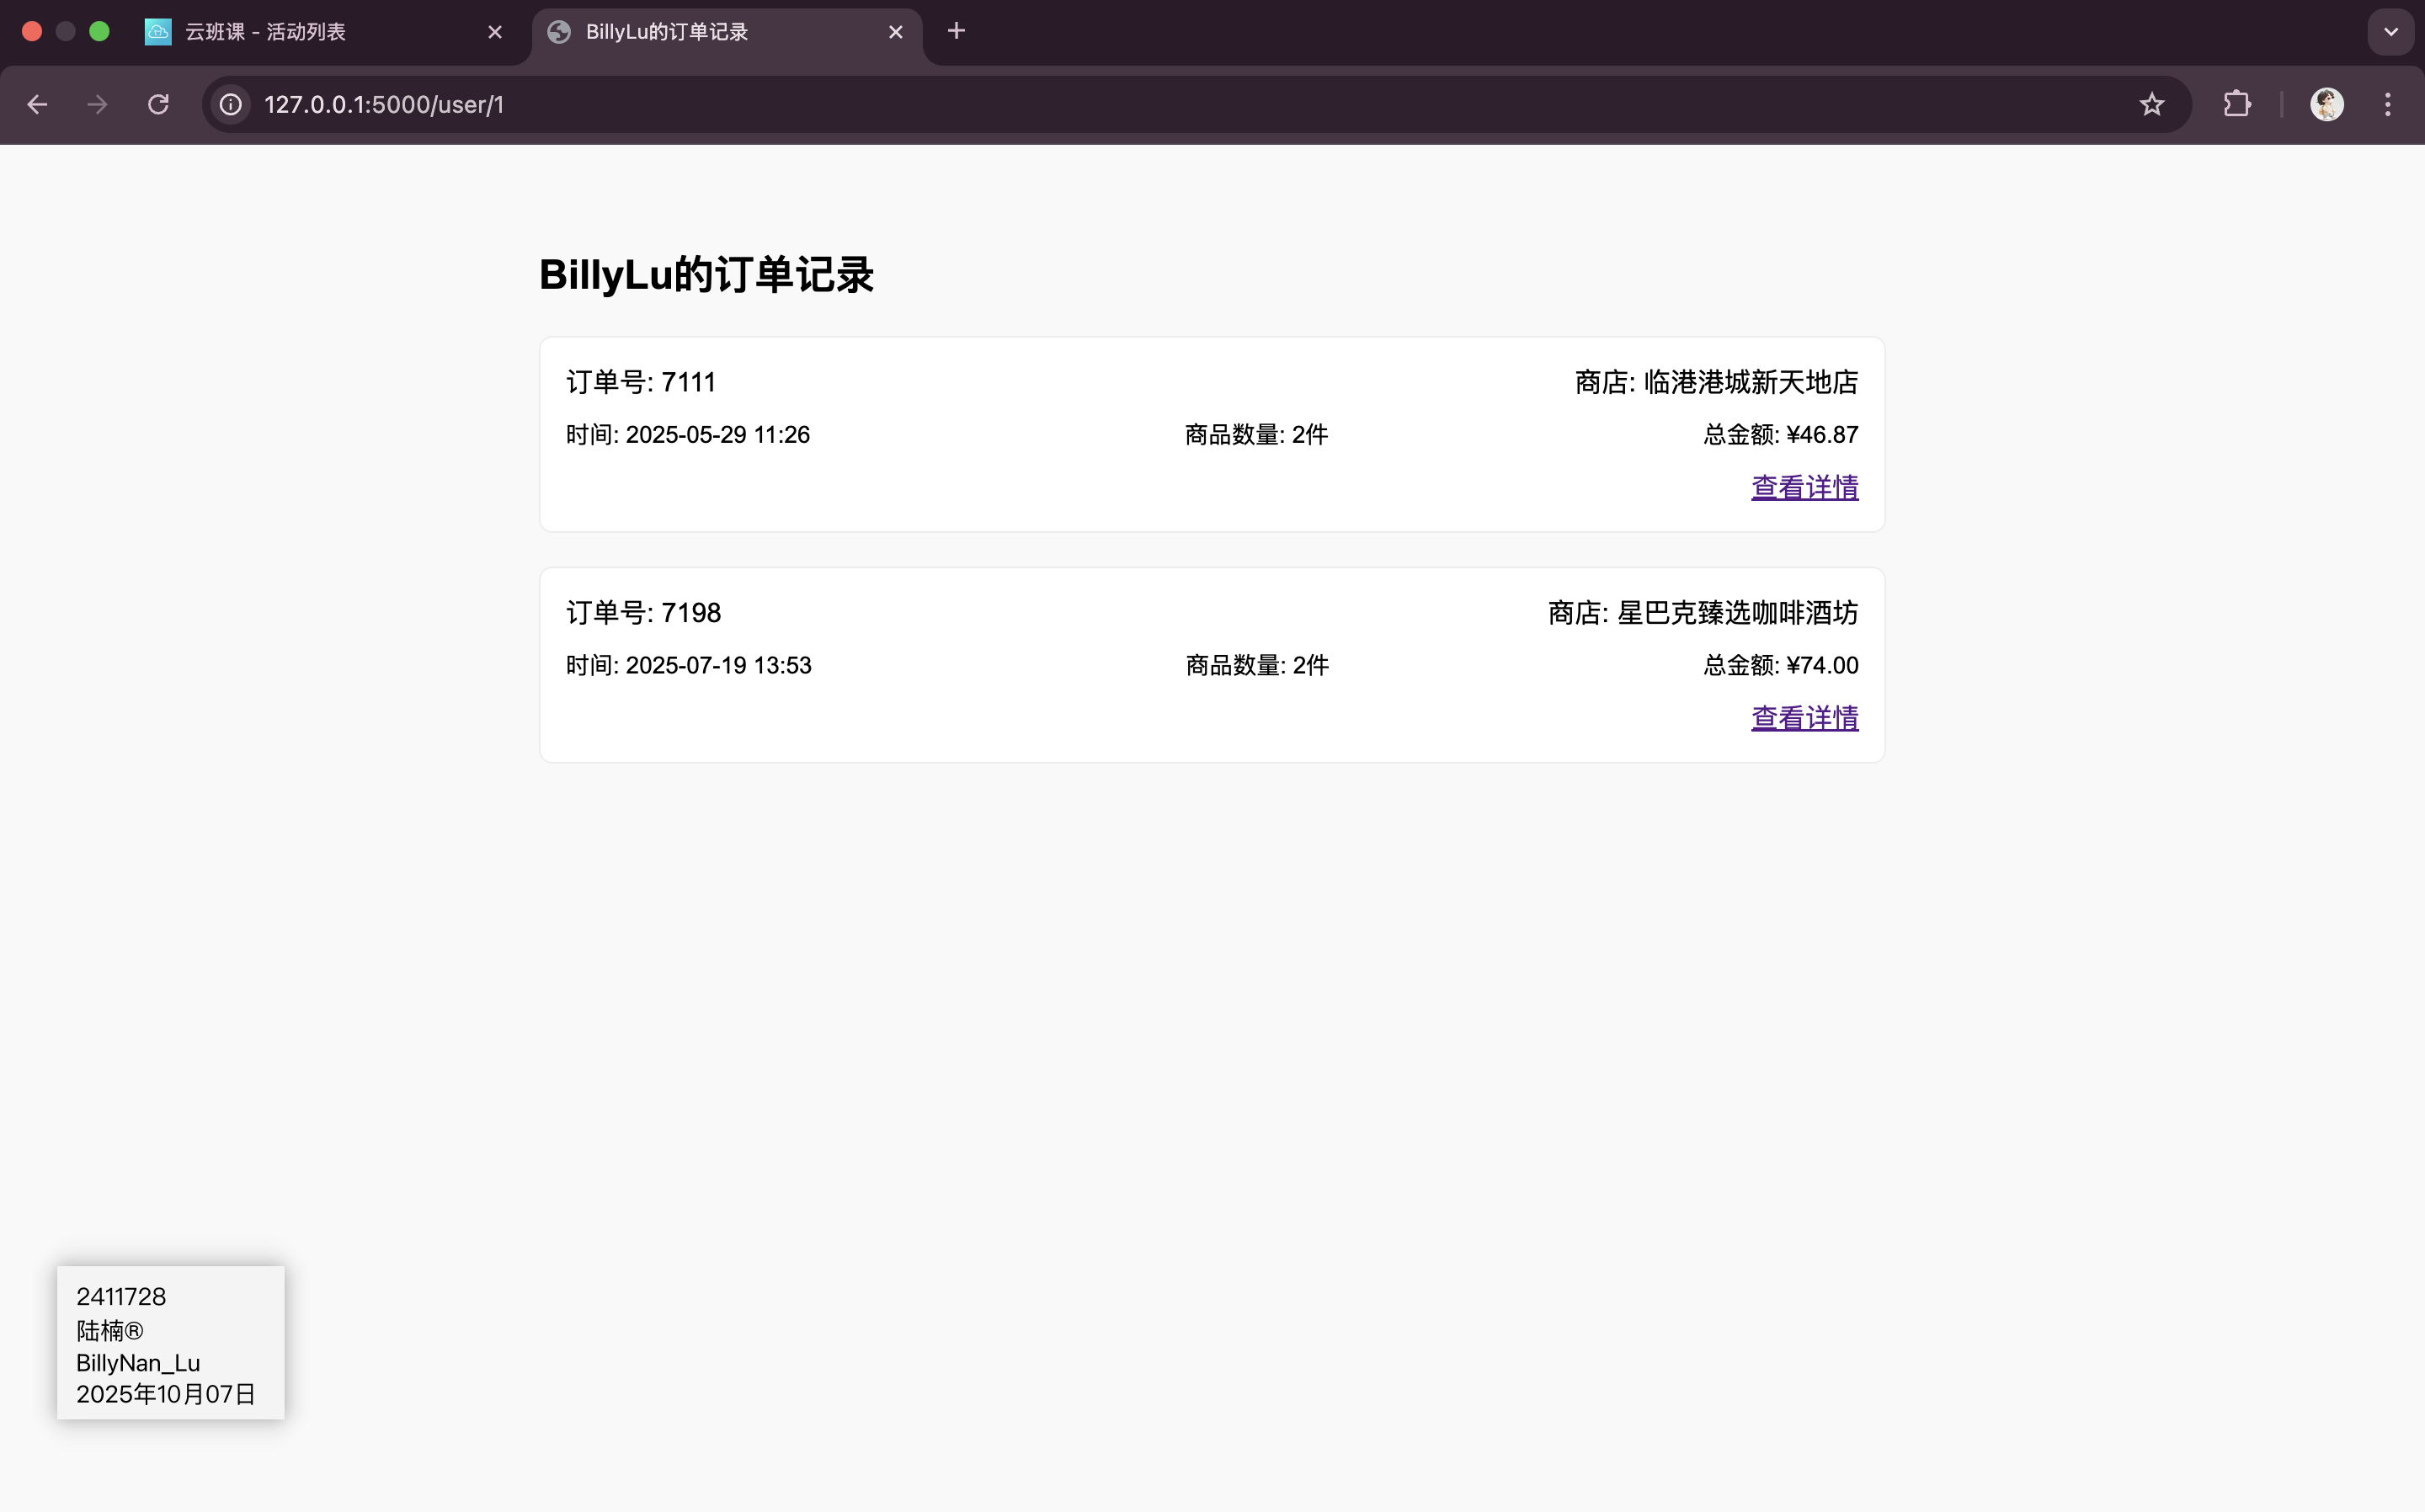 云班课 - 活动列表
BillyLu的订单记录
127.0.0.1:5000/user/1
BillyLu的订单记录
订单号: 7111
商店: 临港港城新天地店
时间: 2025-05-29 11:26
商品数量: 2件
总金额: ¥46.87
查看详情
订单号: 7198
商店: 星巴克臻选咖啡酒坊
时间: 2025-07-19 13:53
商品数量: 2件
总金额: ¥74.00
查看详情
2411728
陆楠®
BillyNan_Lu
2025年10月07日